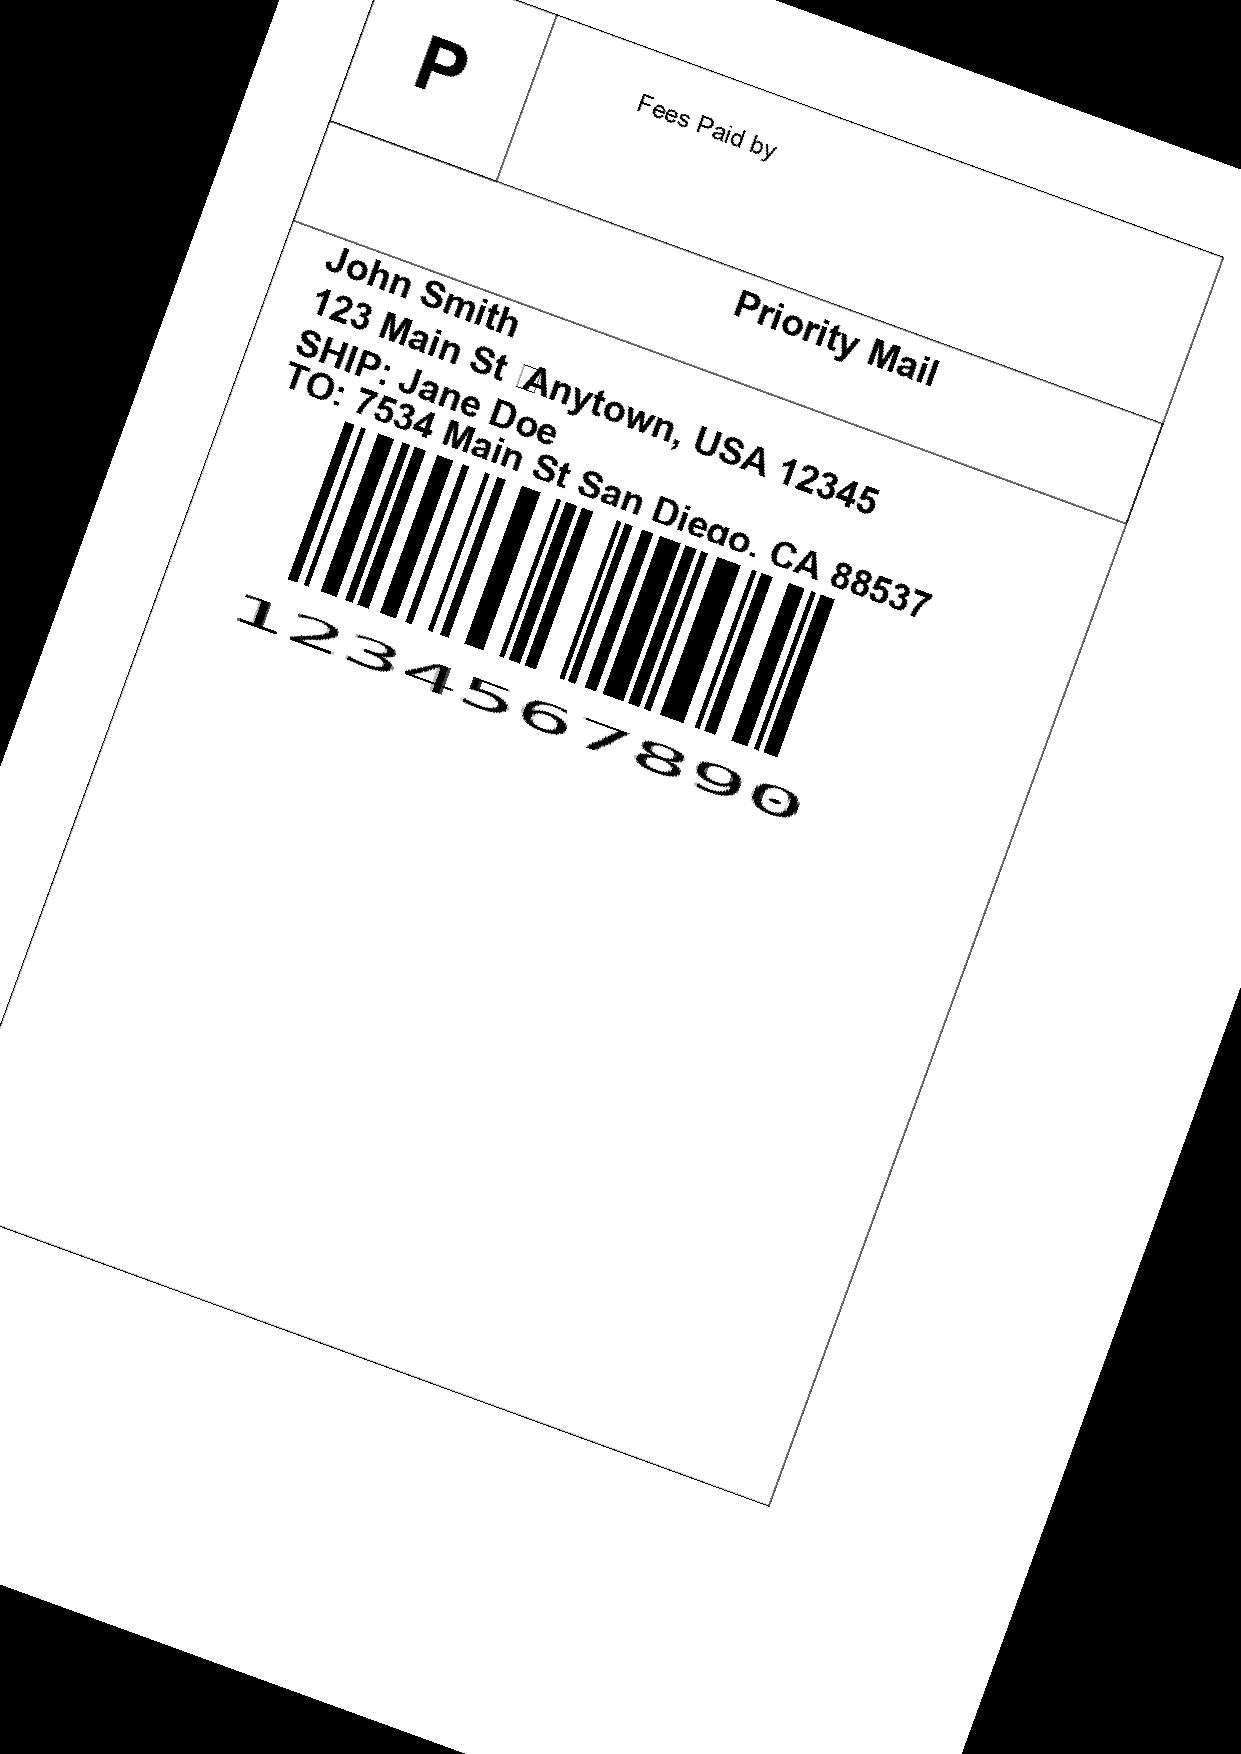 P
Fees Paid by
Priority Mail
John Smith
123 Main St Anytown, USA 12345
SHIP: Jane Doe
TO: 7534 Main St San Diego, CA 88537
1234567890